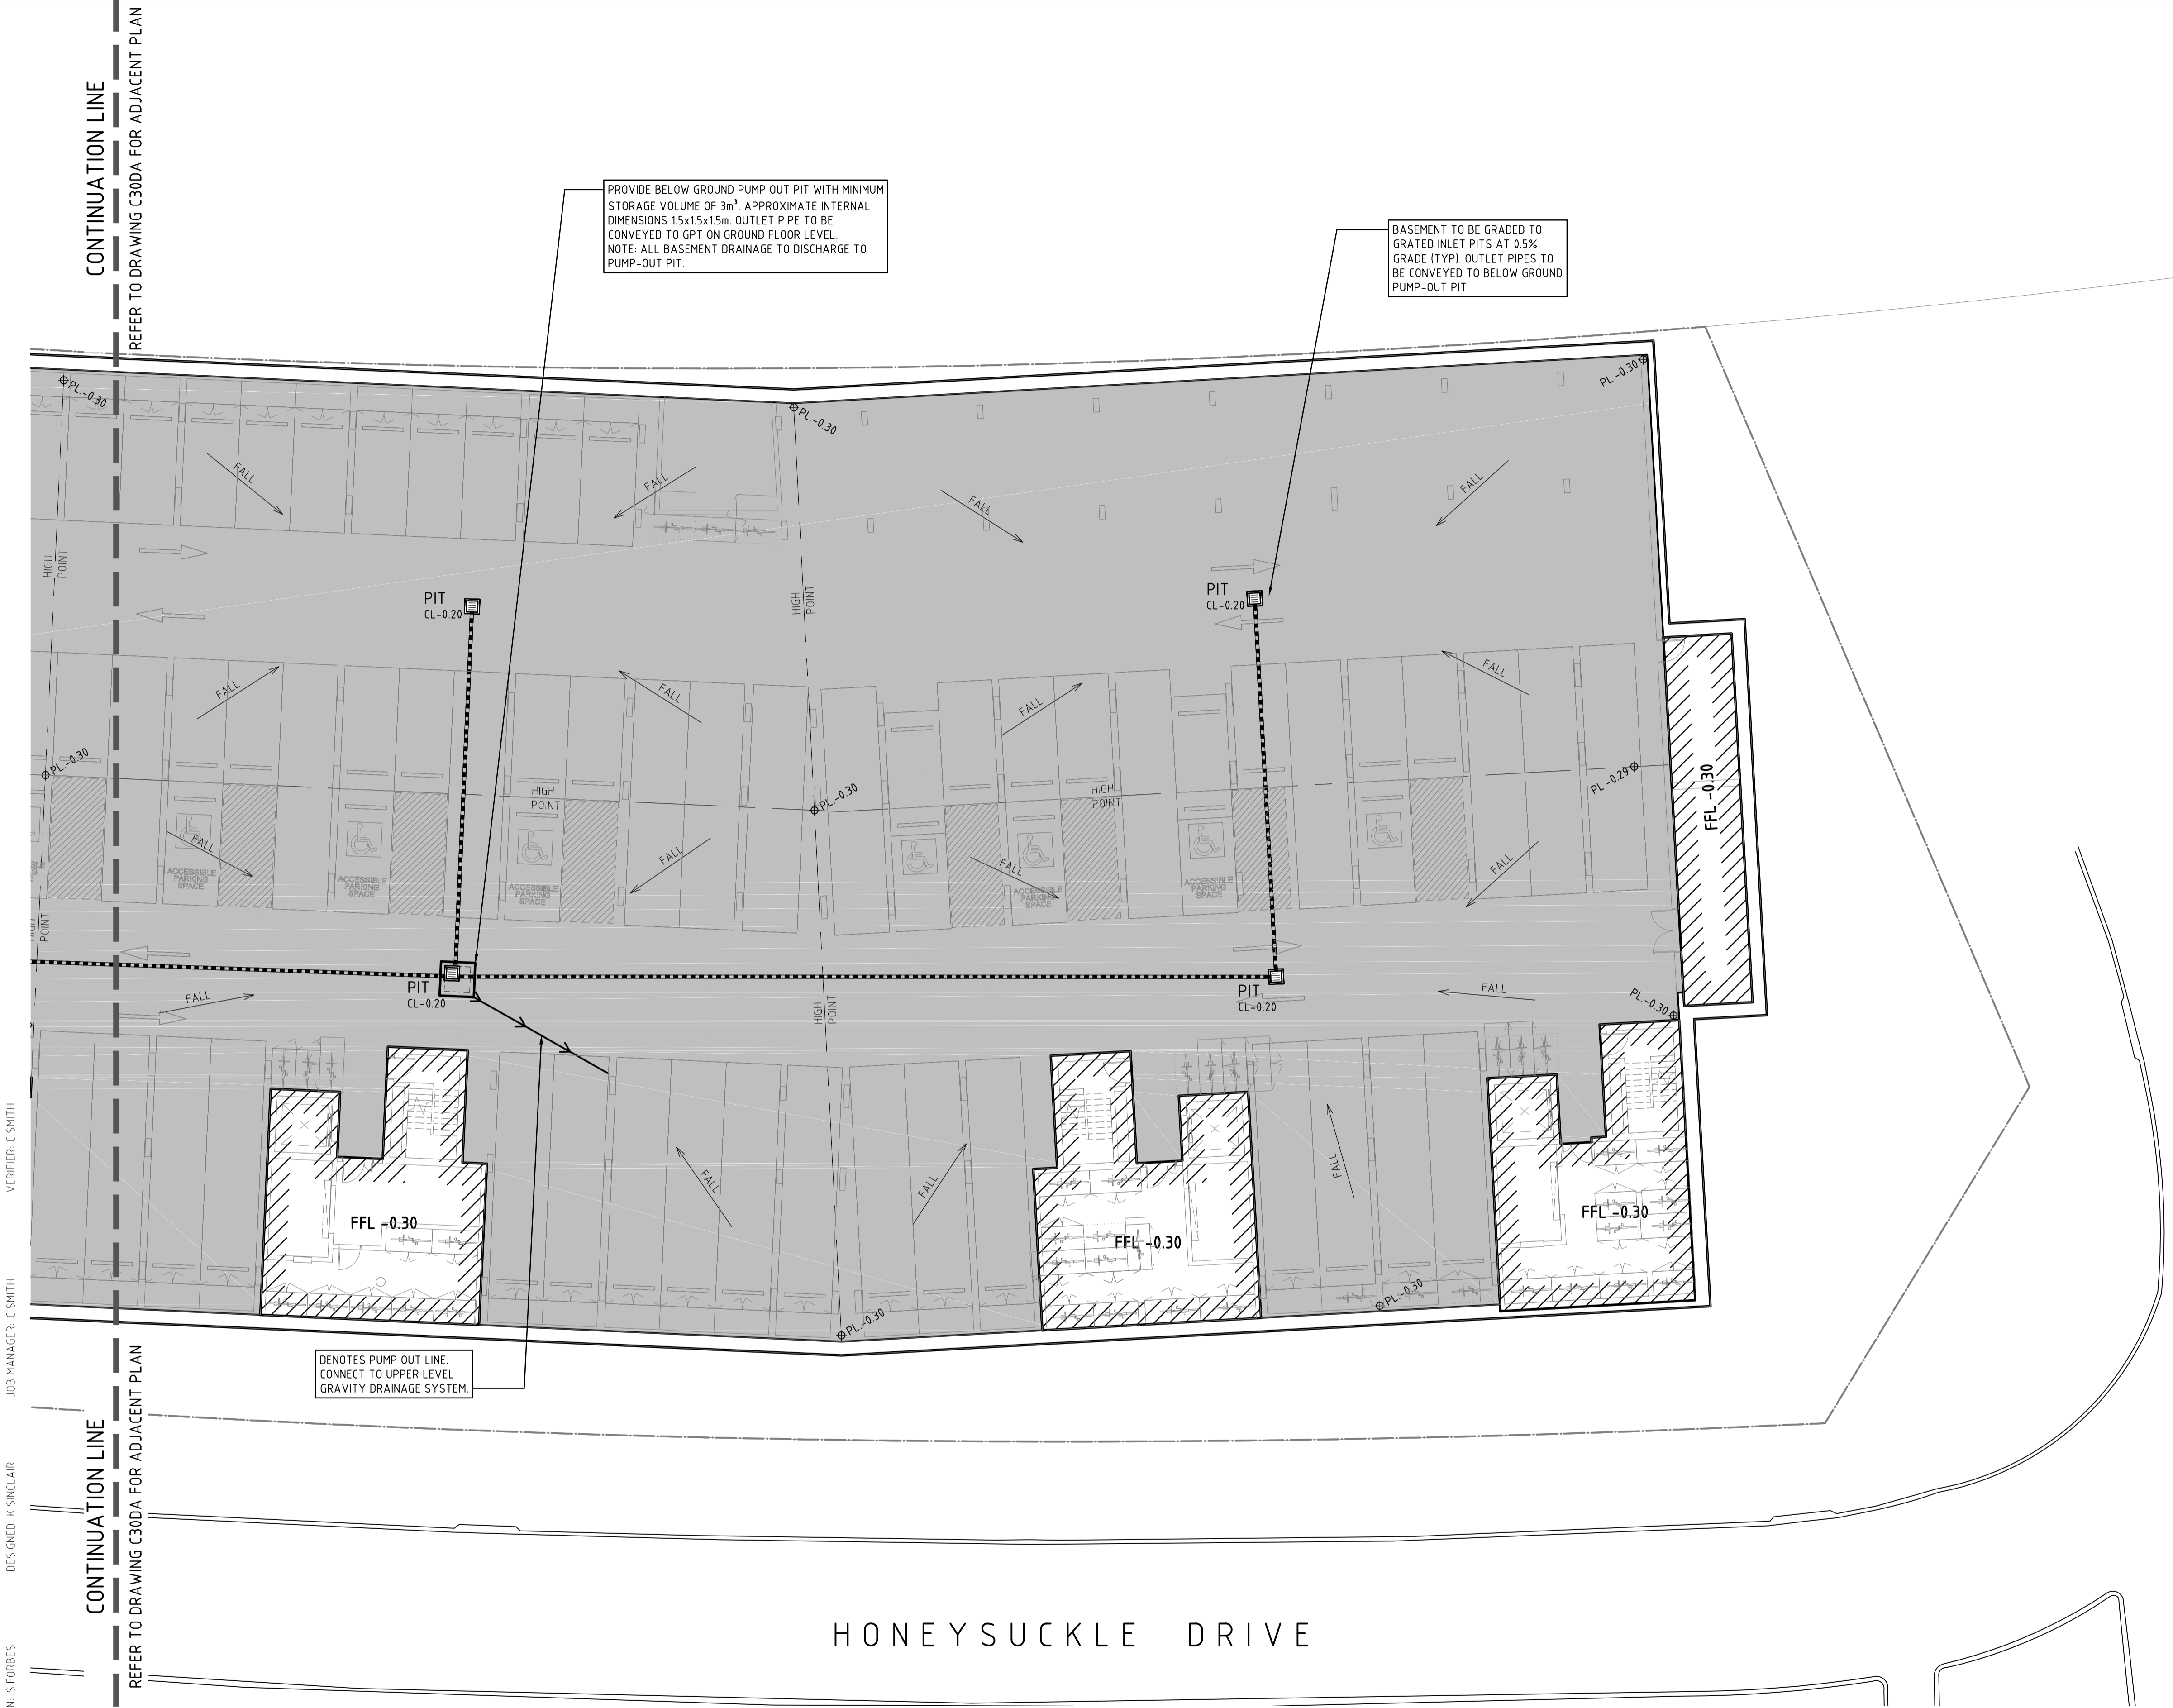 CONTINUATION LINE
REFER TO DRAWING C30DA FOR ADJACENT PLAN
PROVIDE BELOW GROUND PUMP OUT PIT WITH MINIMUM
STORAGE VOLUME OF 3m³. APPROXIMATE INTERNAL
DIMENSIONS 1.5x1.5x1.5m. OUTLET PIPE TO BE
CONVEYED TO GPT ON GROUND FLOOR LEVEL.
NOTE: ALL BASEMENT DRAINAGE TO DISCHARGE TO
PUMP-OUT PIT.
BASEMENT TO BE GRADED TO
GRATED INLET PITS AT 0.5%
GRADE (TYP). OUTLET PIPES TO
BE CONVEYED TO BELOW GROUND
PUMP-OUT PIT
PL.-0.30
PL.-0.30
PL.-0.30
FALL
FALL
FALL
FALL
HIGH
POINT
HIGH
POINT
PIT
CL-0.20
PIT
CL-0.20
FALL
FALL
FALL
FALL
PL.-0.30
PL.-0.30
PL.-0.29
HIGH
POINT
HIGH
POINT
FFL -0.30
FALL
FALL
FALL
FALL
ACCESSIBLE
PARKING
SPACE
ACCESSIBLE
PARKING
SPACE
ACCESSIBLE
PARKING
SPACE
ACCESSIBLE
PARKING
SPACE
ACCESSIBLE
PARKING
SPACE
POINT
HIGH
POINT
PIT
CL-0.20
PIT
CL-0.20
FALL
FALL
PL.-0.30
FALL
FALL
FALL
FFL -0.30
FFL -0.30
FFL -0.30
PL.-0.30
PL.-0.30
DENOTES PUMP OUT LINE.
CONNECT TO UPPER LEVEL
GRAVITY DRAINAGE SYSTEM.
CONTINUATION LINE
REFER TO DRAWING C30DA FOR ADJACENT PLAN
HONEYSUCKLE DRIVE
VERIFIER: C.SMITH
JOB MANAGER: C.SMITH
DESIGNED: K.SINCLAIR
N: S.FORBES